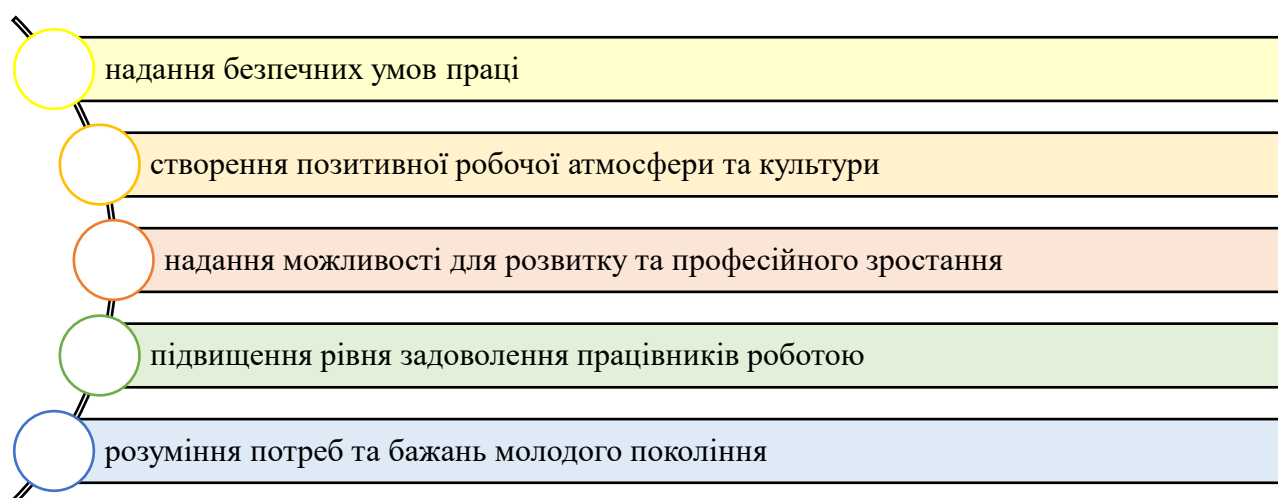 надання безпечних умов праці
створення позитивної робочої атмосфери та культури
надання можливості для розвитку та професійного зростання
підвищення рівня задоволення працівників роботою
розуміння потреб та бажань молодого покоління